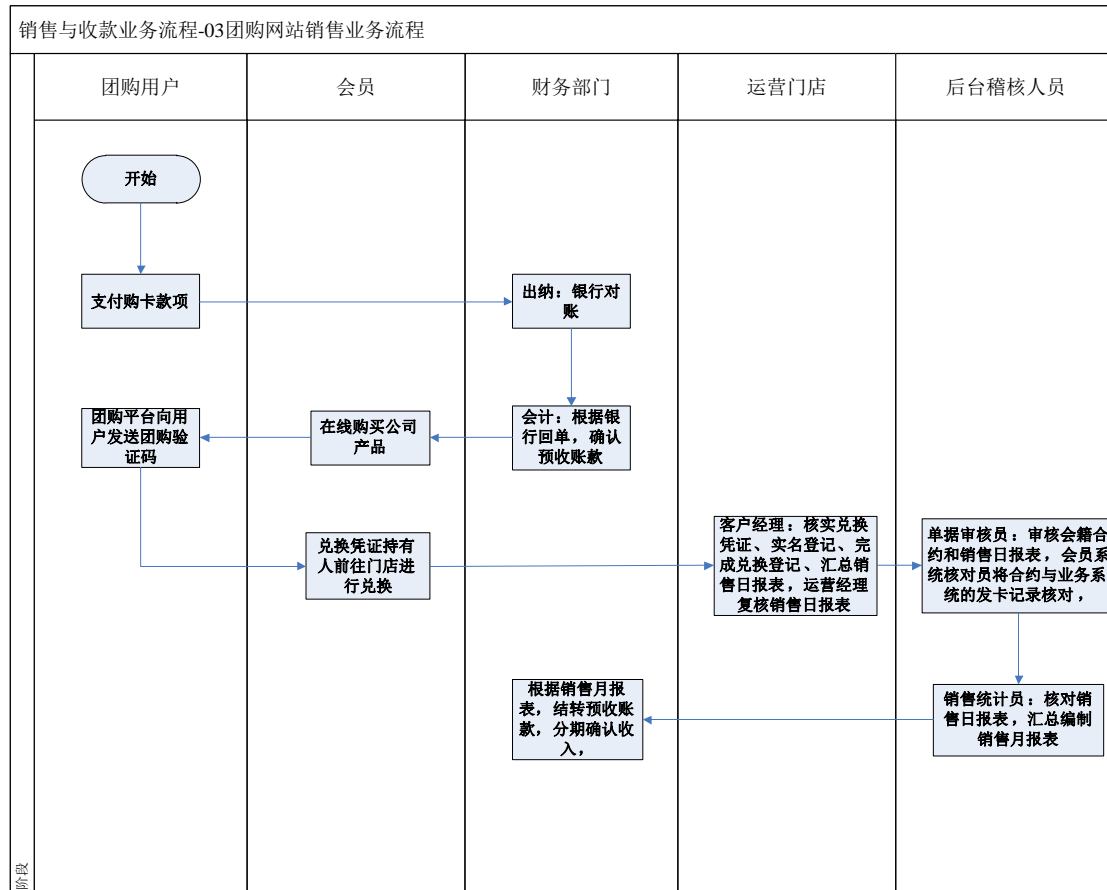 销售与收款业务流程-03团购网站销售业务流程
团购用户
会员
财务部门
运营门店
后台稽核人员
开始
支付购卡款项
出纳：银行对
账
团购平台向用
户发送团购验
证码
在线购买公司
产品
会计：根据银
行回单，确认
预收账款
兑换凭证持有
人前往门店进
行兑换
客户经理：核实兑换
凭证、实名登记、完
成兑换登记、汇总销
售日报表，运营经理
复核销售日报表
单据审核员：审核会籍合
约和销售日报表，会员系
统核对员将合约与业务系
统的发卡记录核对，
根据销售月报
表，结转预收账
款，分期确认收
入，
销售统计员：核对销
售日报表，汇总编制
销售月报表
阶段